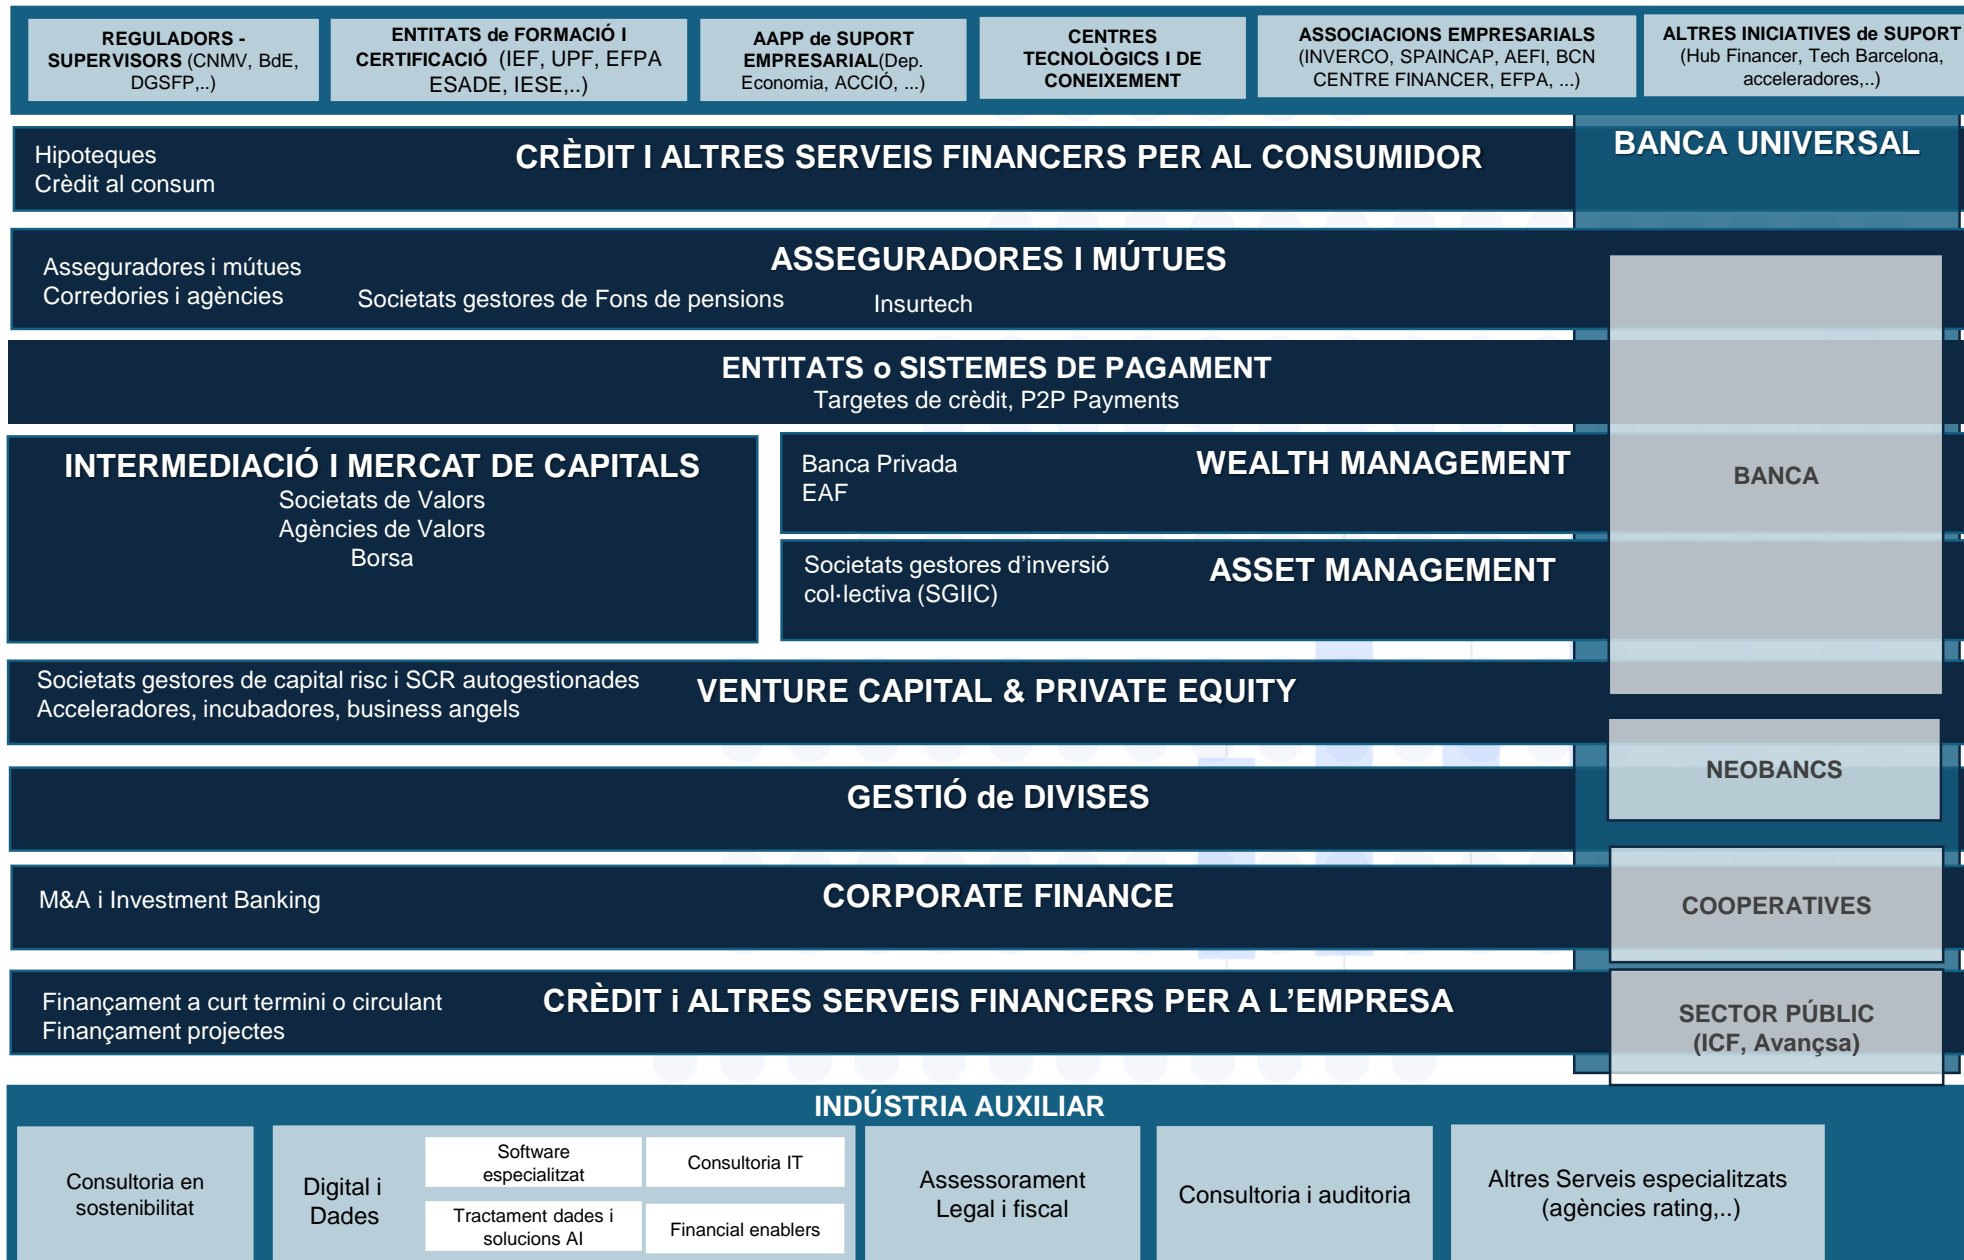 REGULADORS -
SUPERVISORS (CNMV, BdE,
DGSFP,..)
ENTITATS de FORMACIÓ I
CERTIFICACIÓ (IEF, UPF, EFPA
ESADE, IESE,..)
AAPP de SUPORT
EMPRESARIAL(Dep.
Economia, ACCIÓ, ...)
CENTRES
TECNOLÒGICS I DE
CONEIXEMENT
ASSOCIACIONS EMPRESARIALS
(INVERCO, SPAINCAP, AEFI, BCN
CENTRE FINANCER, EFPA, ...)
ALTRES INICIATIVES de SUPORT
(Hub Financer, Tech Barcelona,
acceleradores,..)
Hipoteques
Crèdit al consum
CRÈDIT I ALTRES SERVEIS FINANCERS PER AL CONSUMIDOR
BANCA UNIVERSAL
ASSEGURADORES I MÚTUES
Asseguradores i mútues
Corredories i agències
Societats gestores de Fons de pensions
Insurtech
ENTITATS o SISTEMES DE PAGAMENT
Targetes de crèdit, P2P Payments
INTERMEDIACIÓ I MERCAT DE CAPITALS
Societats de Valors
Agències de Valors
Borsa
Banca Privada
EAF
WEALTH MANAGEMENT
BANCA
Societats gestores d’inversió
col·lectiva (SGIIC)
ASSET MANAGEMENT
Societats gestores de capital risc i SCR autogestionades
Acceleradores, incubadores, business angels
VENTURE CAPITAL & PRIVATE EQUITY
NEOBANCS
GESTIÓ de DIVISES
M&A i Investment Banking
CORPORATE FINANCE
COOPERATIVES
Finançament a curt termini o circulant
Finançament projectes
CRÈDIT i ALTRES SERVEIS FINANCERS PER A L’EMPRESA
SECTOR PÚBLIC
(ICF, Avançsa)
INDÚSTRIA AUXILIAR
Consultoria en
sostenibilitat
Digital i
Dades
Software
especialitzat
Consultoria IT
Tractament dades i
solucions AI
Financial enablers
Assessorament
Legal i fiscal
Consultoria i auditoria
Altres Serveis especialitzats
(agències rating,..)